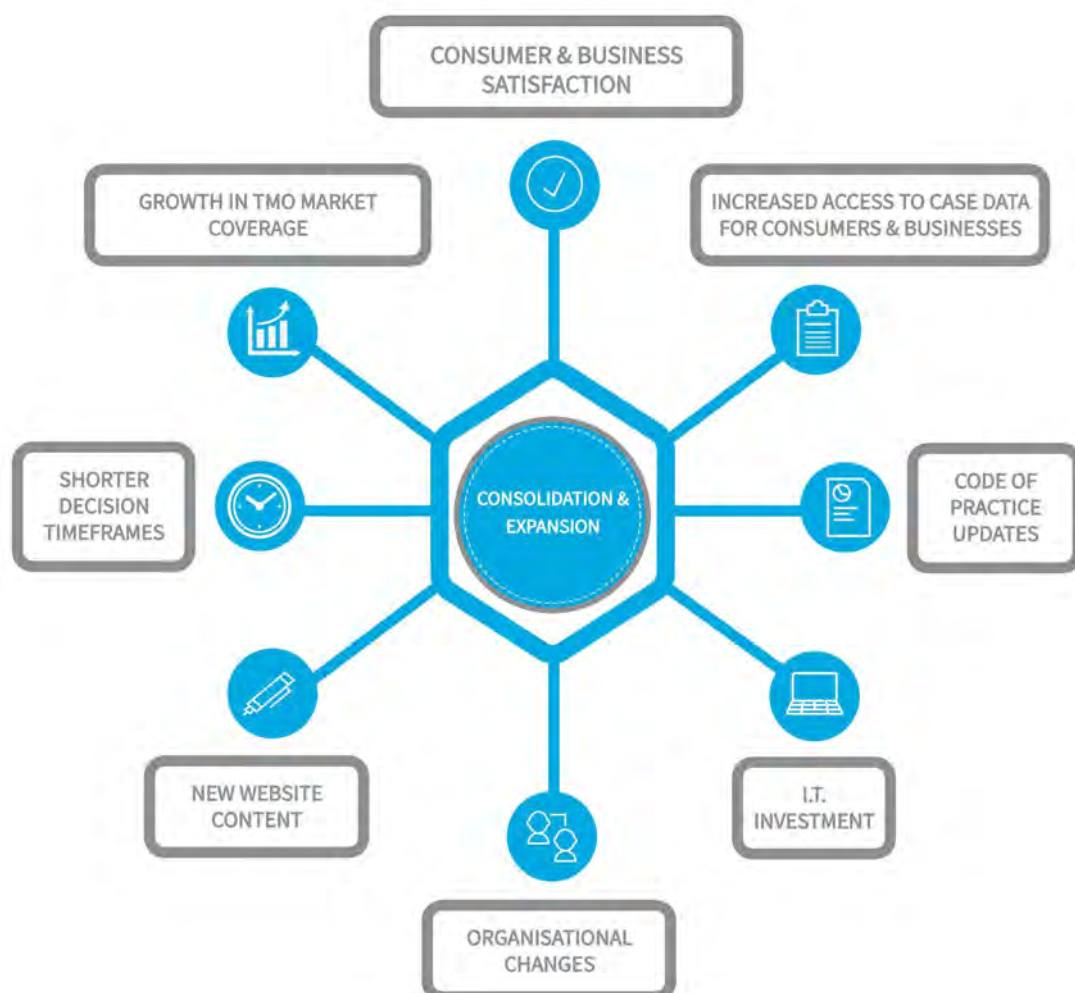 CONSUMER & BUSINESS
SATISFACTION
GROWTH IN TMO MARKET
COVERAGE
INCREASED ACCESS TO CASE DATA
FOR CONSUMERS & BUSINESSES
SHORTER
DECISION
TIMEFRAMES
CONSOLIDATION &
EXPANSION
CODE OF
PRACTICE
UPDATES
NEW WEBSITE
CONTENT
I.T.
INVESTMENT
ORGANISATIONAL
CHANGES